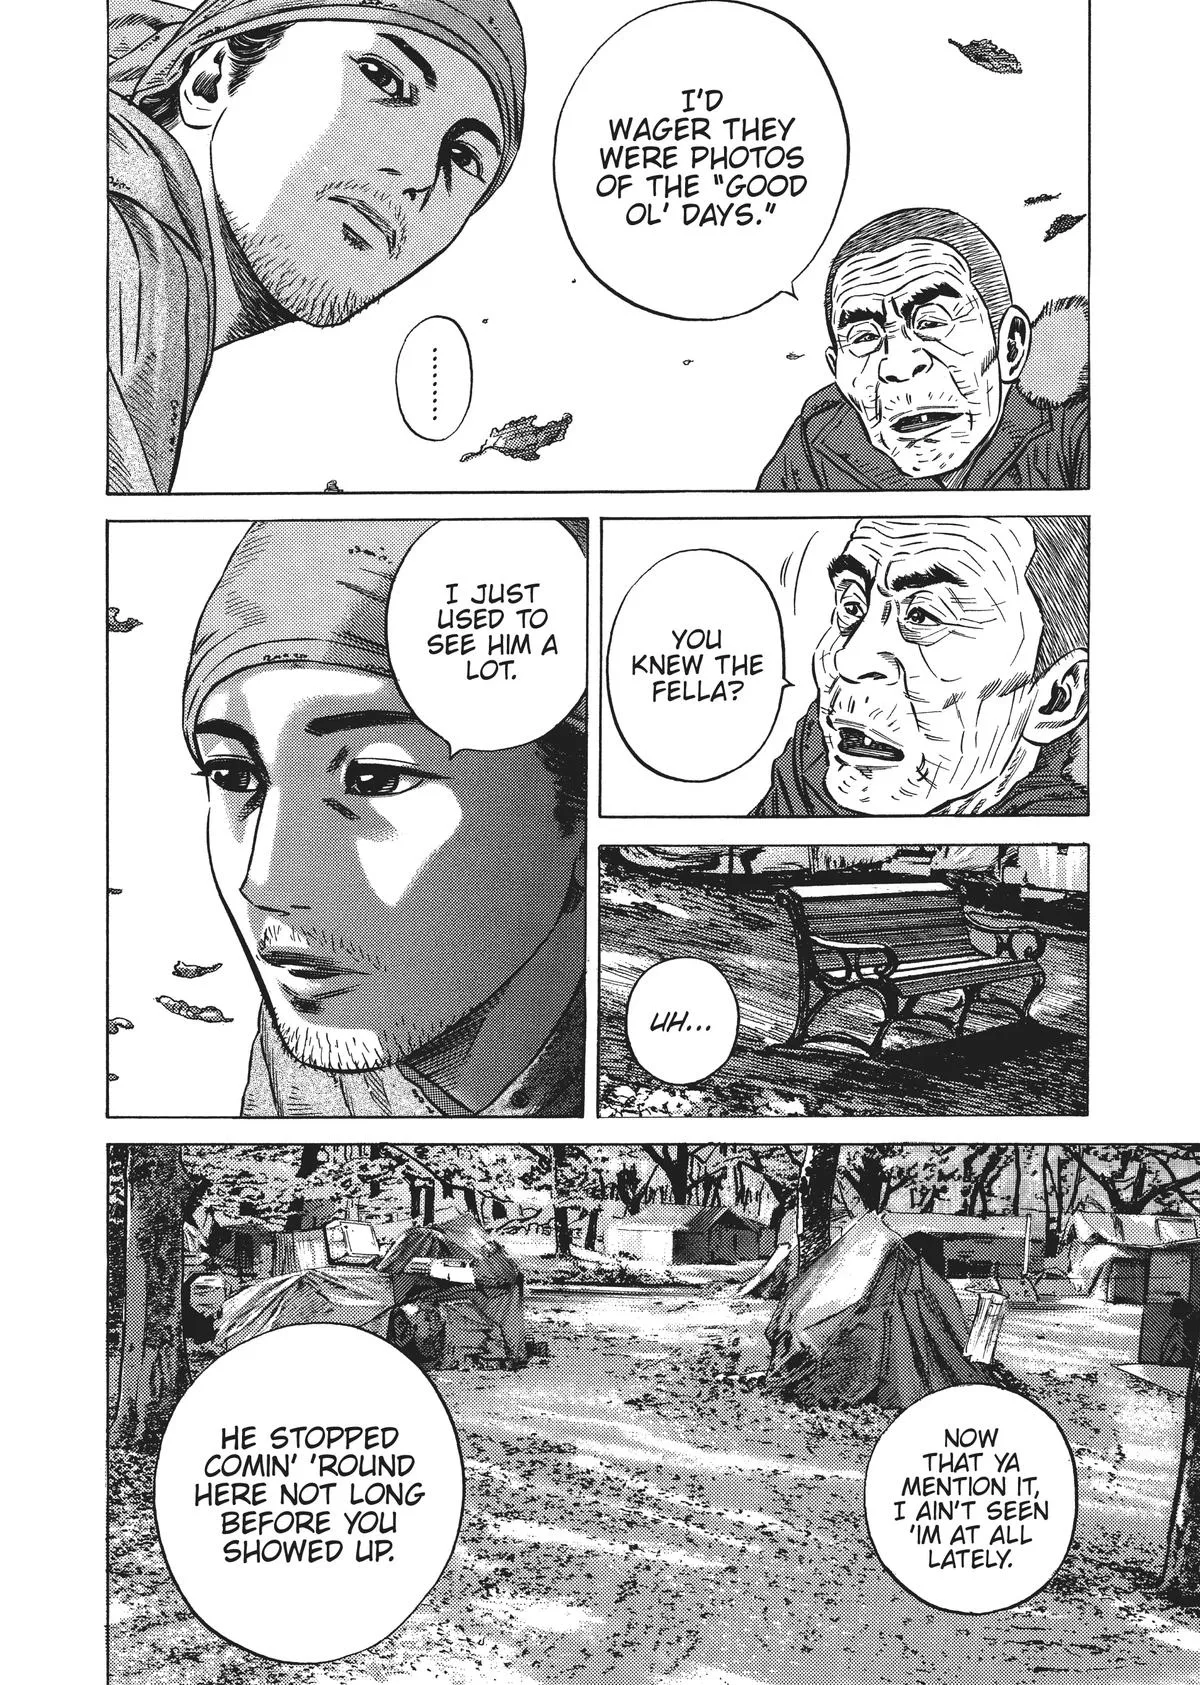 I'D
WAGER THEY
WERE PHOTOS
OF THE "GOOD
OL' DAYS."
.........
YOU
KNEW THE
FELLA?
I JUST
USED TO
SEE HIM A
LOT.
UH...
NOW
THAT YA
MENTION IT,
I AIN'T SEEN
'IM AT ALL
LATELY.
HE STOPPED
COMIN' 'ROUND
HERE NOT LONG
BEFORE YOU
SHOWED UP.